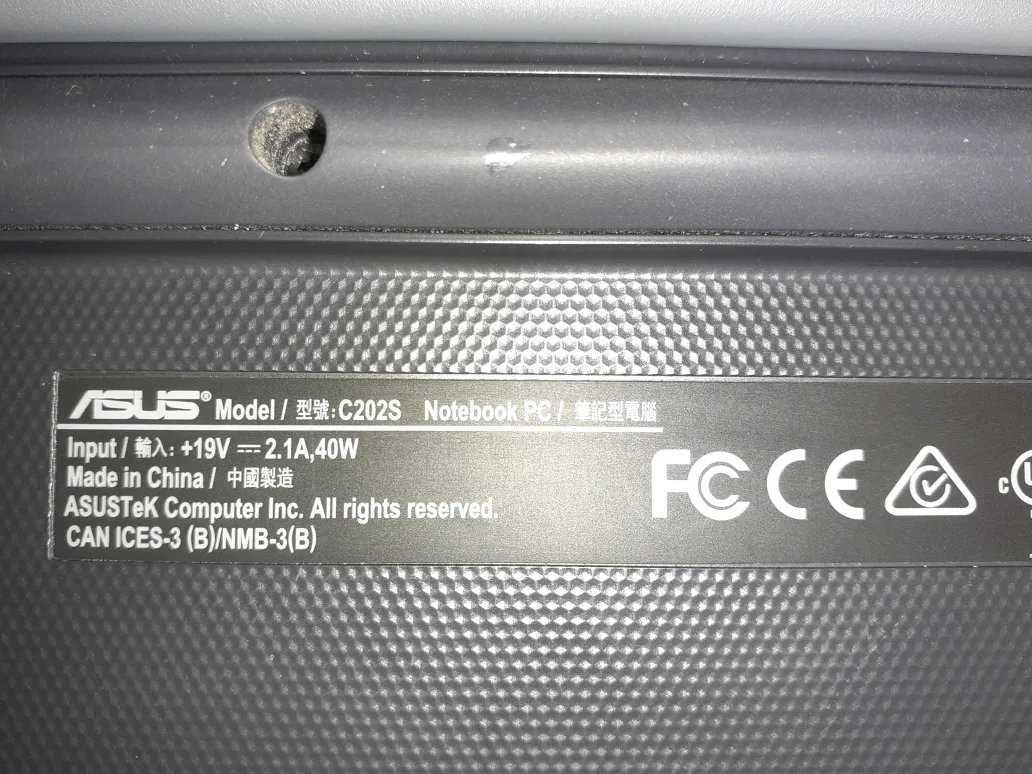 ASUS® Model / 型號: C202S Notebook PC / 筆記型電腦
Input / 輸入: +19V ⎓ 2.1A,40W
Made in China / 中國製造
ASUSTeK Computer Inc. All rights reserved.
CAN ICES-3 (B)/NMB-3(B)
FC CE C